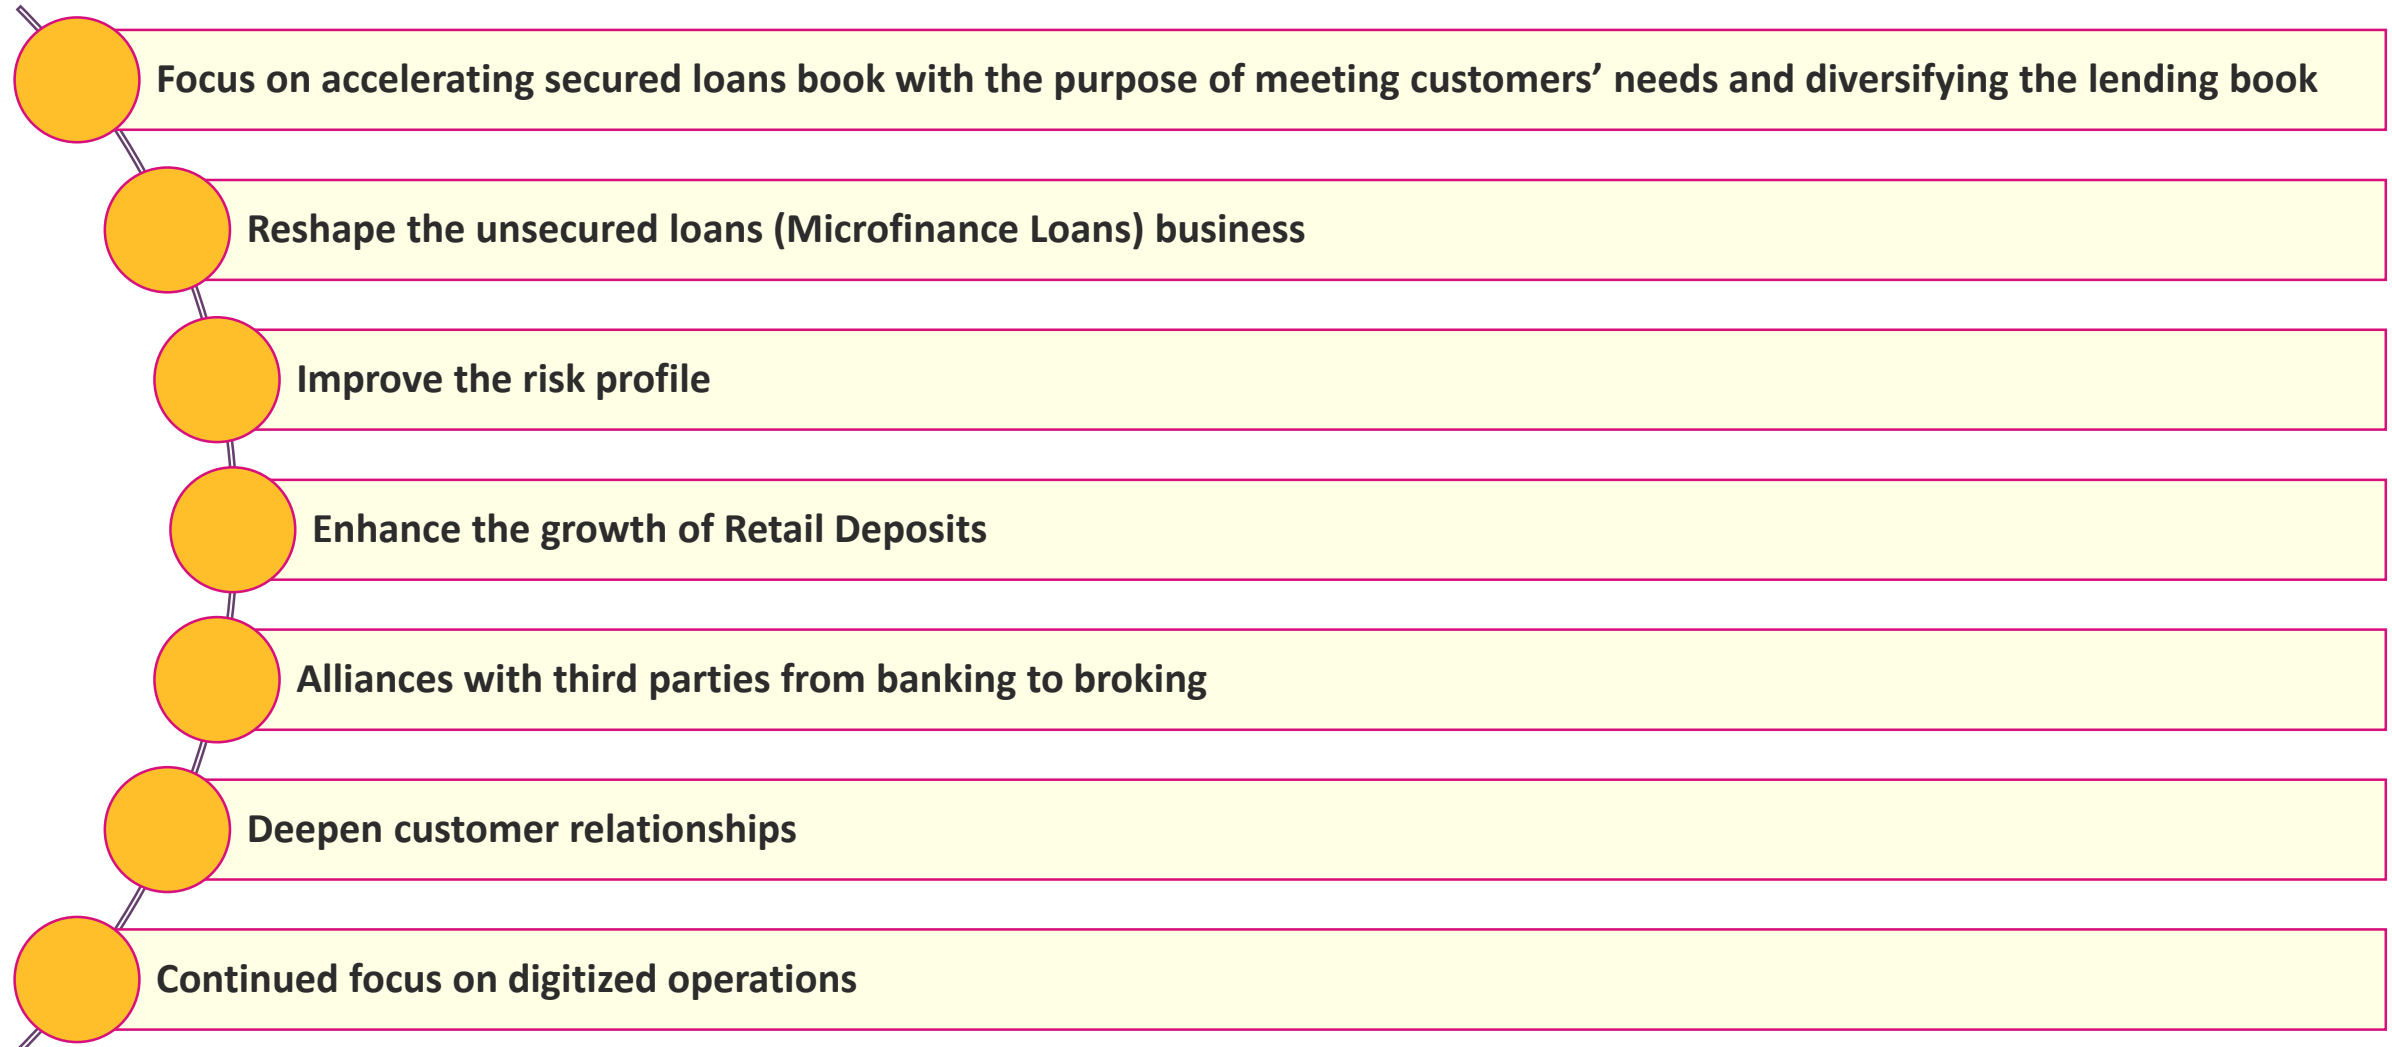 Focus on accelerating secured loans book with the purpose of meeting customers’ needs and diversifying the lending book
Reshape the unsecured loans (Microfinance Loans) business
Improve the risk profile
Enhance the growth of Retail Deposits
Alliances with third parties from banking to broking
Deepen customer relationships
Continued focus on digitized operations